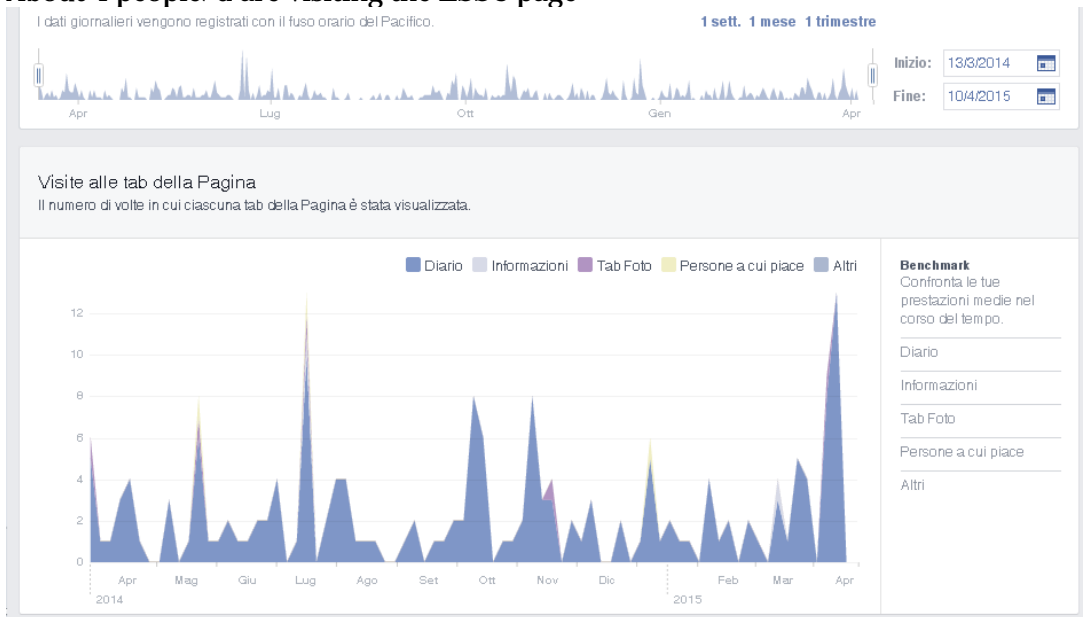 I dati giornalieri vengono registrati con il fuso orario del Pacifico.
1 sett. 1 mese 1 trimestre
Inizio: 13/3/2014
Fine: 10/4/2015
Apr Lug Ott Gen Apr
Visite alle tab della Pagina
Il numero di volte in cui ciascuna tab della Pagina è stata visualizzata.
Diario Informazioni Tab Foto Persone a cui piace Altri
12
10
8
6
4
2
0
Apr Mag Giu Lug Ago Set Ott Nov Dic Feb Mar Apr
2014 2015
Benchmark
Confronta le tue
prestazioni medie nel
corso del tempo.
Diario
Informazioni
Tab Foto
Persone a cui piace
Altri